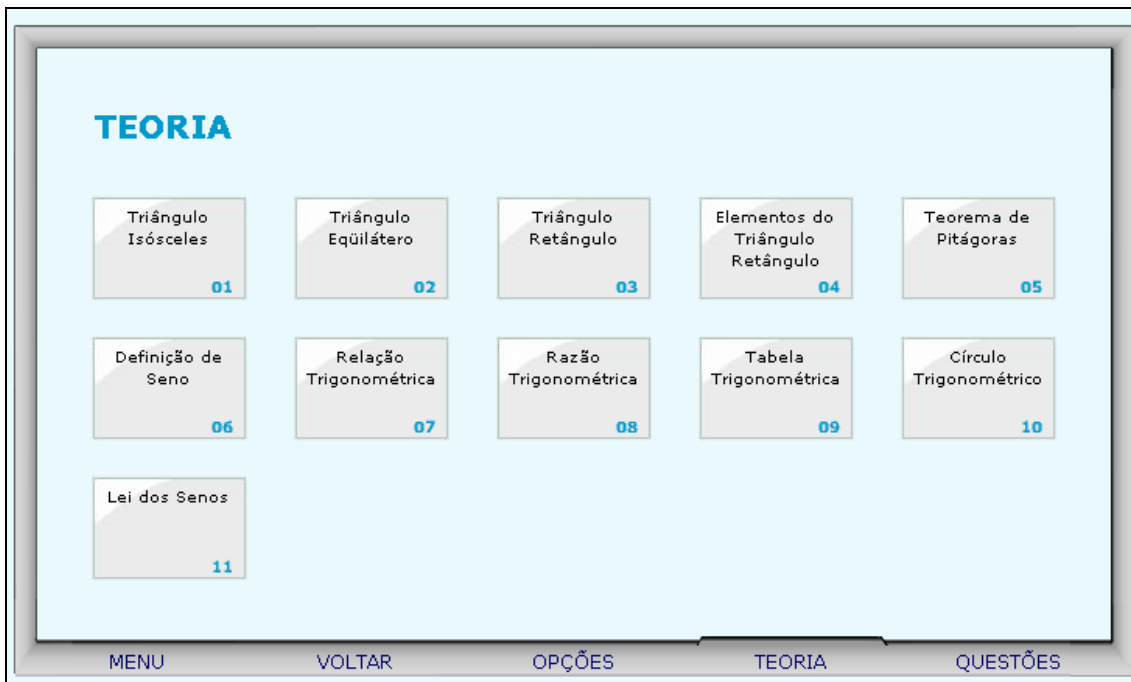 TEORIA
Triângulo
Isósceles
01
Triângulo
Eqüilátero
02
Triângulo
Retângulo
03
Elementos do
Triângulo
Retângulo
04
Teorema de
Pitágoras
05
Definição de
Seno
06
Relação
Trigonométrica
07
Razão
Trigonométrica
08
Tabela
Trigonométrica
09
Círculo
Trigonométrico
10
Lei dos Senos
11
MENU
VOLTAR
OPÇÕES
TEORIA
QUESTÕES